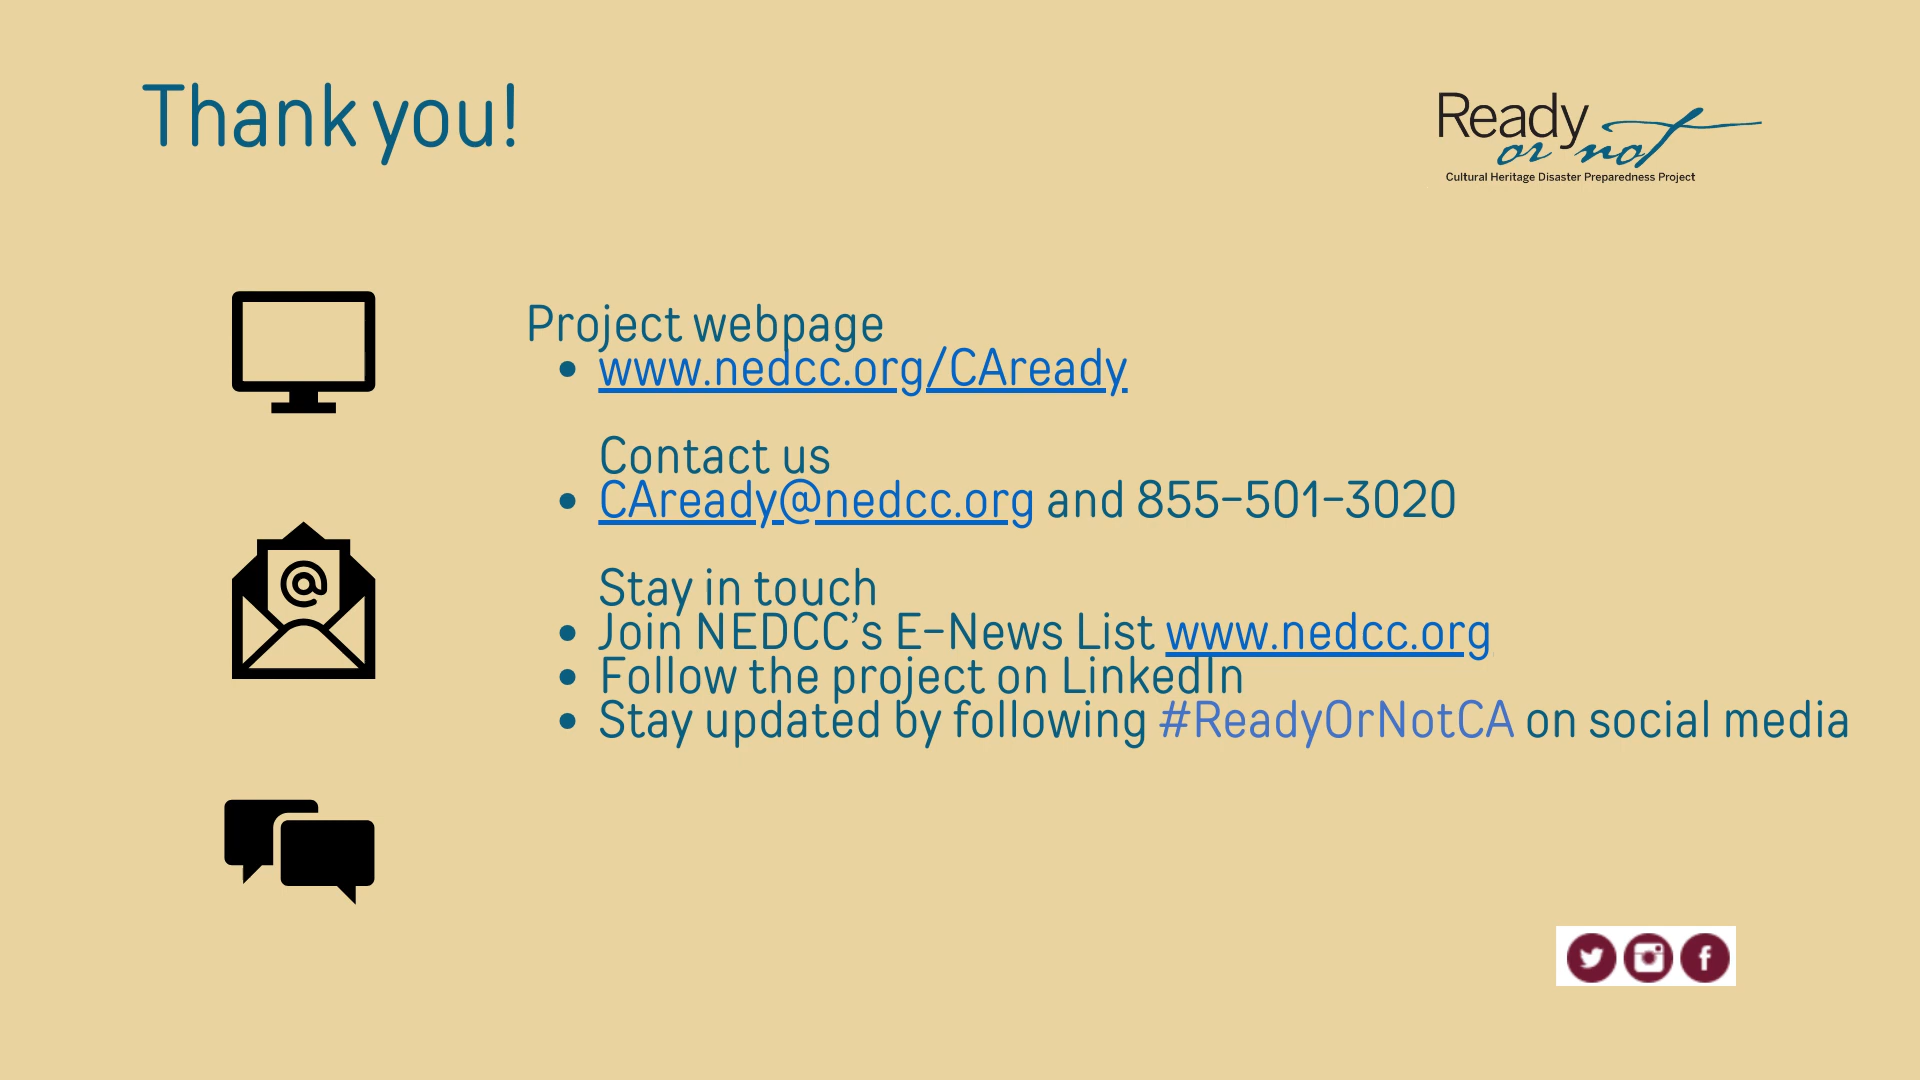 Thank you!
Ready
or not
Cultural Heritage Disaster Preparedness Project
Project webpage
• www.nedcc.org/CAready
Contact us
• CAready@nedcc.org and 855-501-3020
Stay in touch
• Join NEDCC’s E-News List www.nedcc.org
• Follow the project on LinkedIn
• Stay updated by following #ReadyOrNotCA on social media